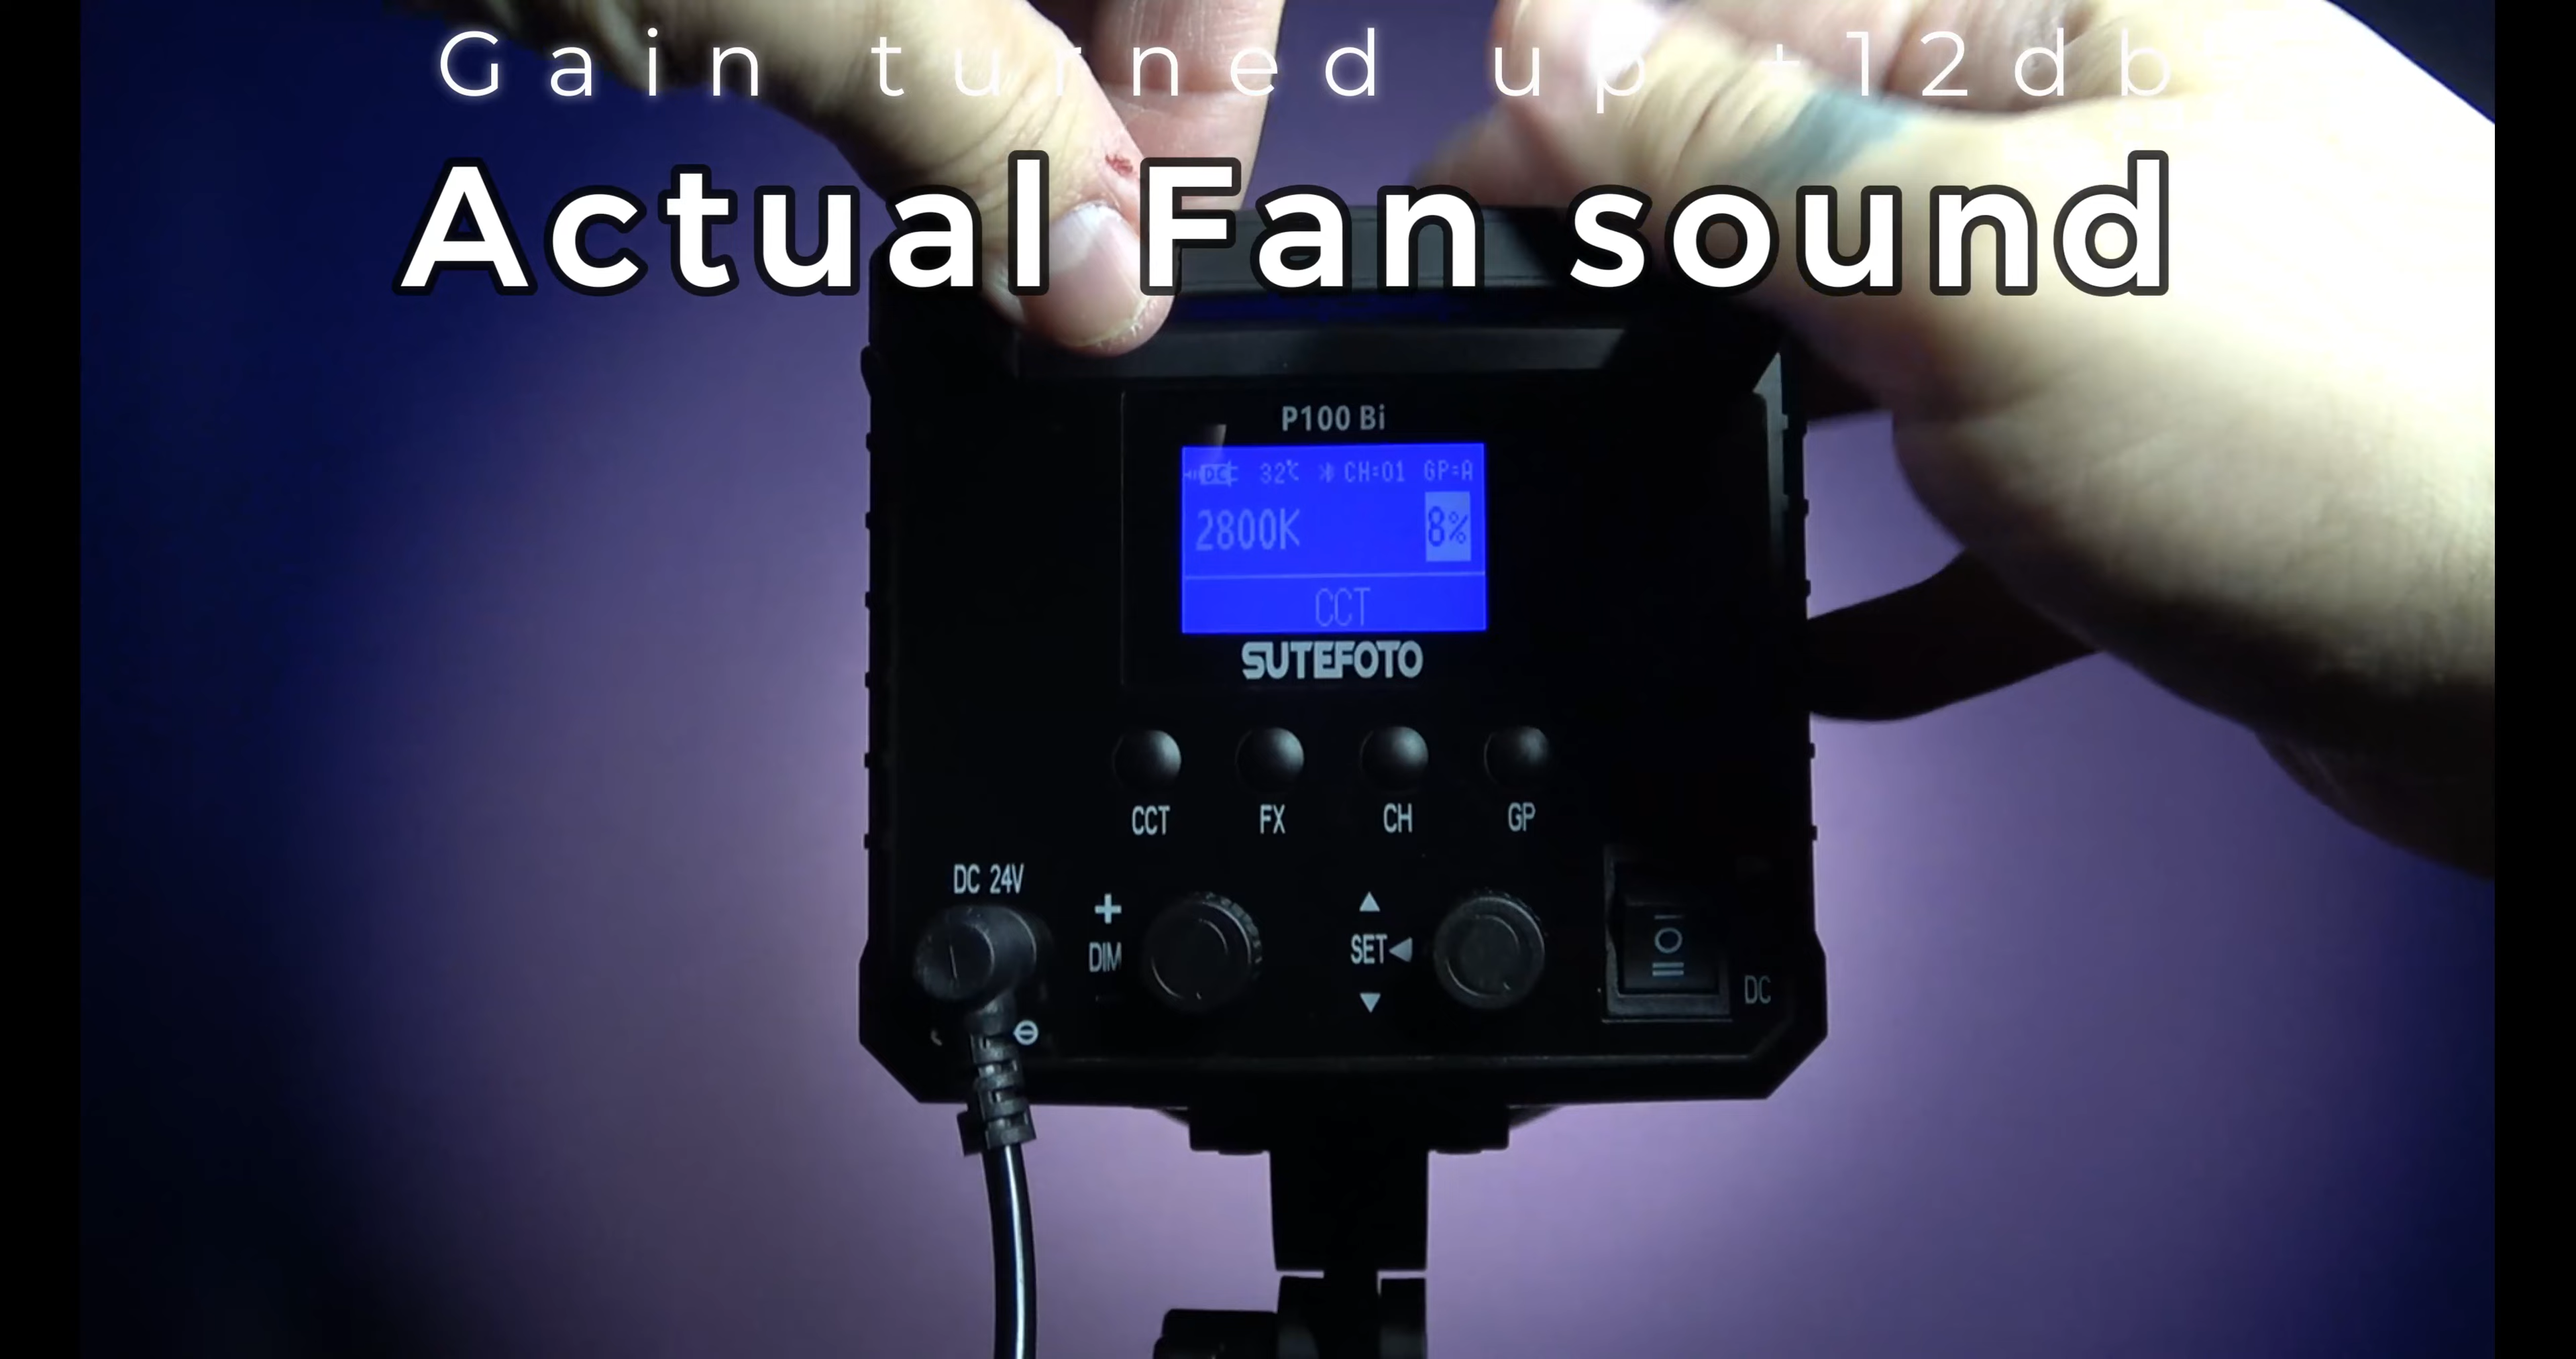 Gain turned up +12db
Actual Fan sound
P100 Bi
DC 32℃ CH=01 GP=A
2800K 8%
CCT
SUTEFOTO
CCT FX CH GP
DC 24V
+
DIM SET
DC